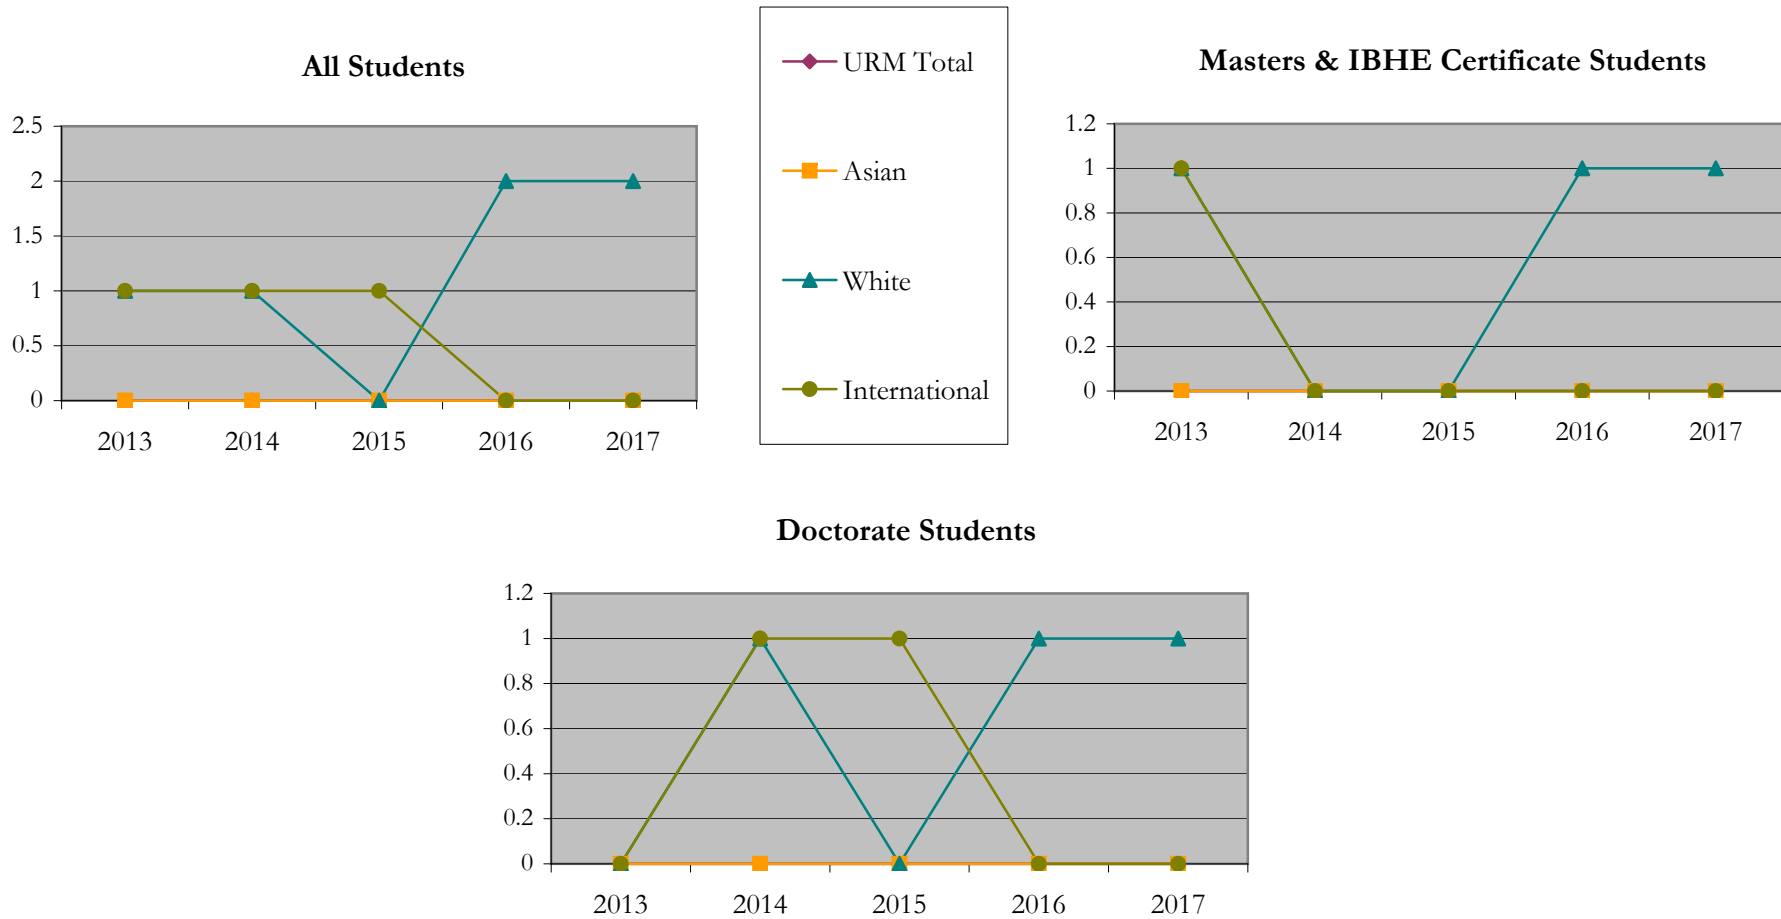 All Students
2.5
2
1.5
1
0.5
0
2013 2014 2015 2016 2017
URM Total
Asian
White
International
Masters & IBHE Certificate Students
1.2
1
0.8
0.6
0.4
0.2
0
2013 2014 2015 2016 2017
Doctorate Students
1.2
1
0.8
0.6
0.4
0.2
0
2013 2014 2015 2016 2017